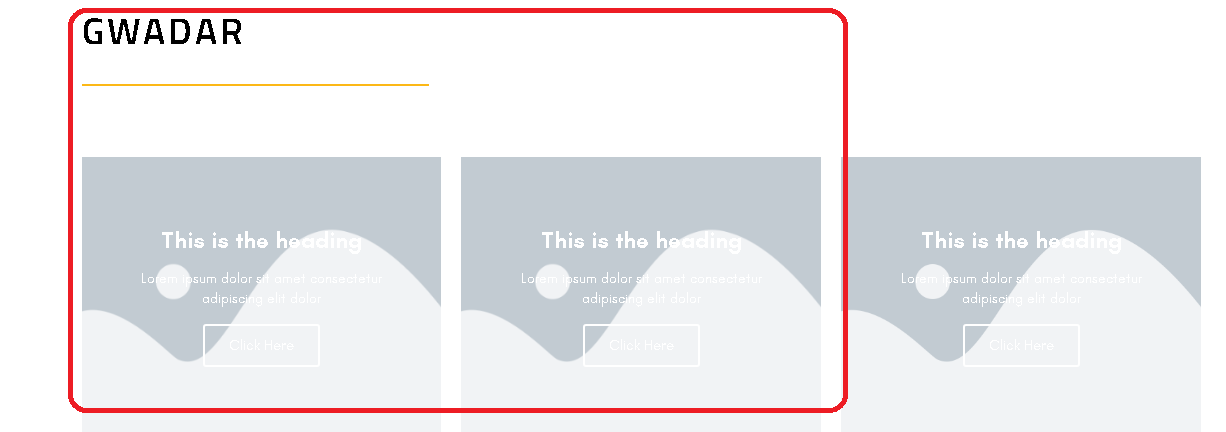 GWADAR
This is the heading
Lorem ipsum dolor sit amet consectetur
adipiscing elit dolor
Click Here
This is the heading
Lorem ipsum dolor sit amet consectetur
adipiscing elit dolor
Click Here
This is the heading
Lorem ipsum dolor sit amet consectetur
adipiscing elit dolor
Click Here